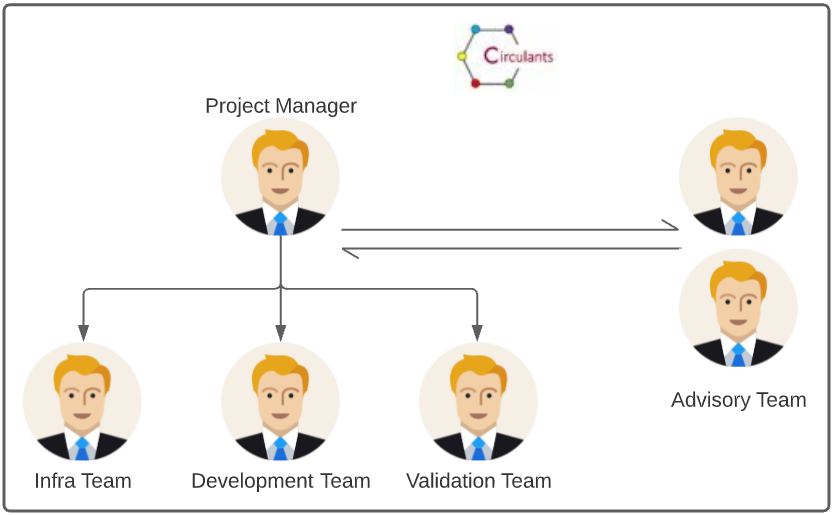 Circulants
Project Manager
Advisory Team
Infra Team
Development Team
Validation Team